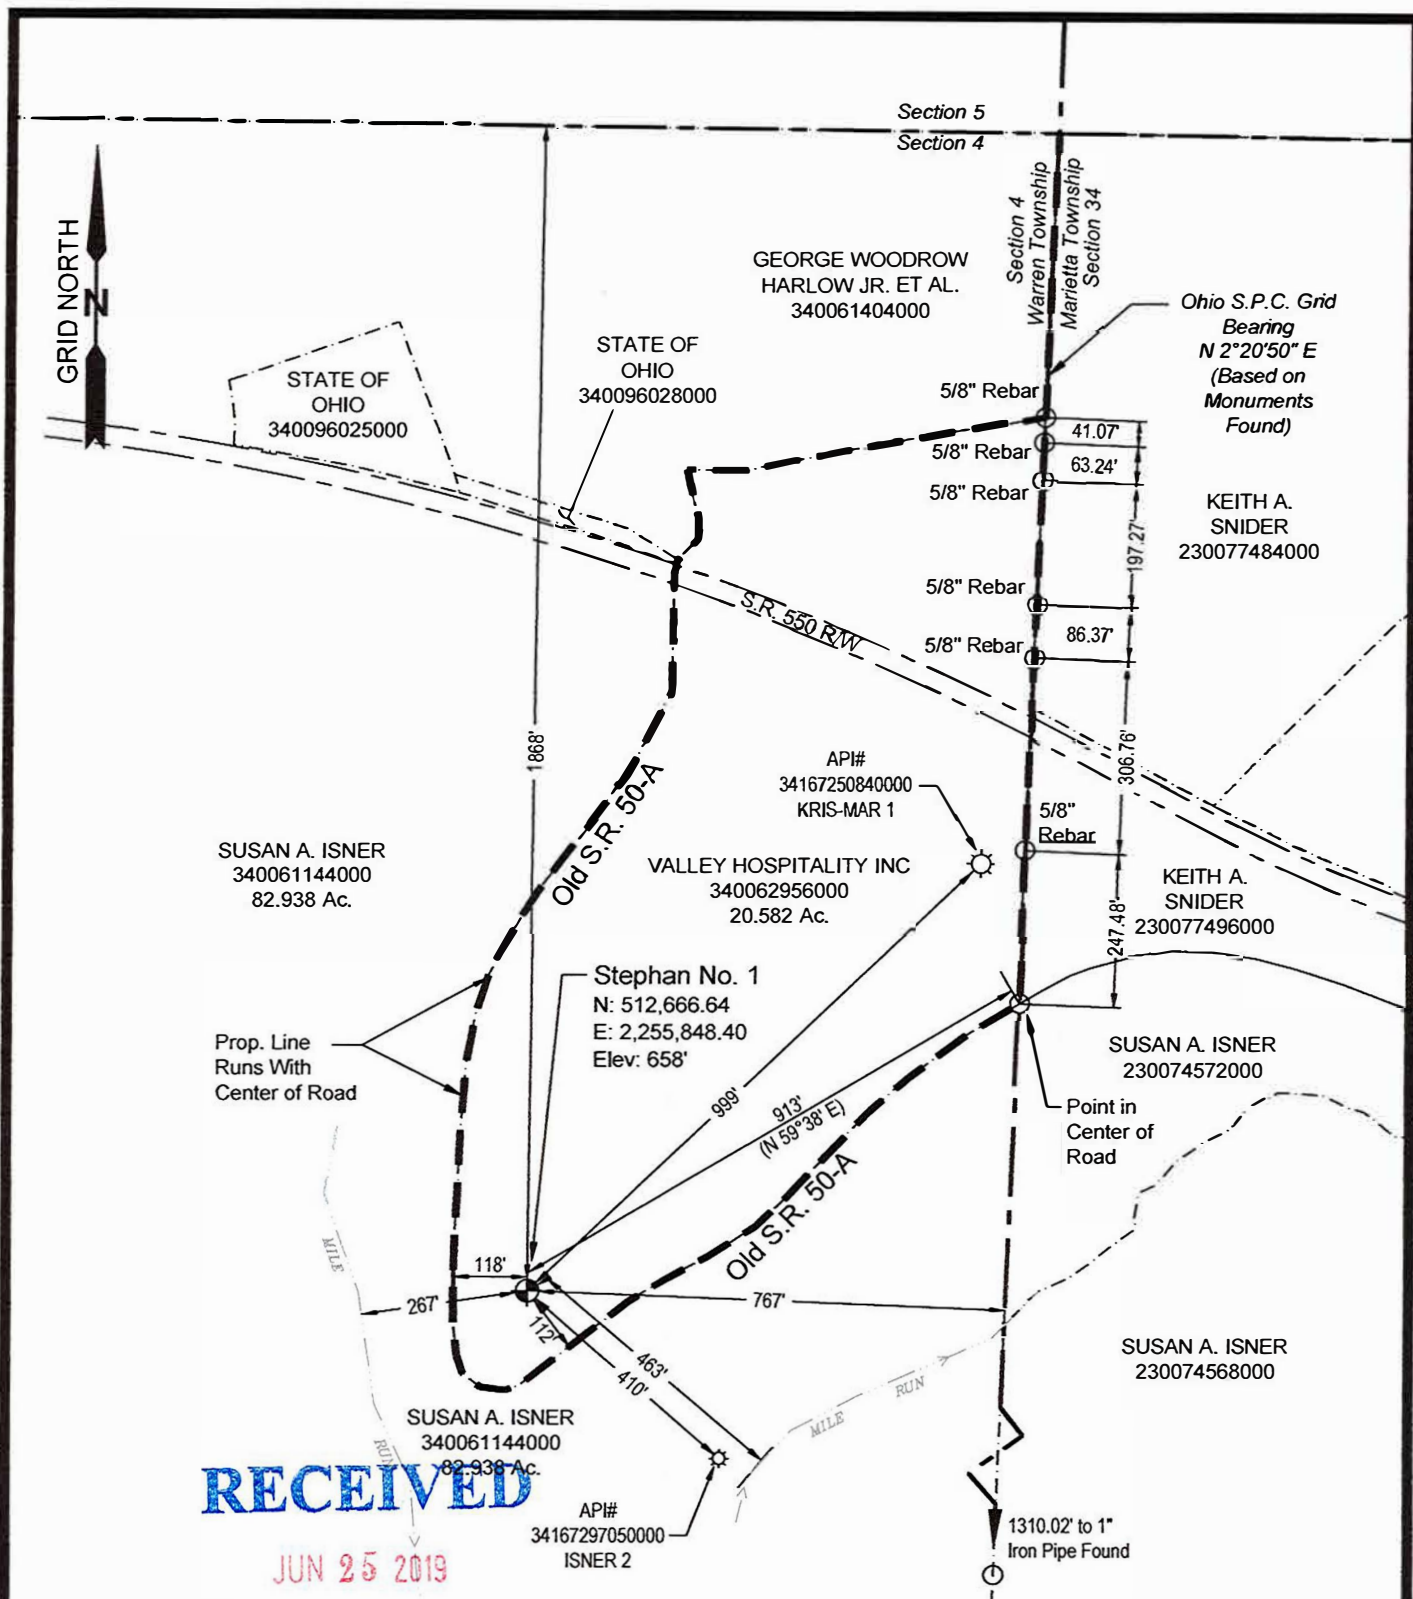 Section 5
Section 4
GRID NORTH
N
Section 4
Warren Township
Marietta Township
Section 34
GEORGE WOODROW
HARLOW JR. ET AL.
340061404000
Ohio S.P.C. Grid
Bearing
N 2°20'50" E
(Based on
Monuments
Found)
STATE OF
OHIO
340096028000
STATE OF
OHIO
340096025000
5/8" Rebar
41.07'
5/8" Rebar
63.24'
5/8" Rebar
KEITH A.
SNIDER
230077484000
197.27'
5/8" Rebar
S.R. 550 R/W
86.37'
5/8" Rebar
1868'
306.76'
API#
34167250840000
KRIS-MAR 1
Old S.R. 50-A
5/8"
Rebar
SUSAN A. ISNER
340061144000
82.938 Ac.
VALLEY HOSPITALITY INC
340062956000
20.582 Ac.
KEITH A.
SNIDER
230077496000
247.48'
Stephan No. 1
N: 512,666.64
E: 2,255,848.40
Elev: 658'
Prop. Line
Runs With
Center of Road
SUSAN A. ISNER
230074572000
999'
913'
(N 59°38' E)
Point in
Center of
Road
Old S.R. 50-A
MILE
118'
267'
767'
112'
463'
410'
SUSAN A. ISNER
230074568000
MILE RUN
SUSAN A. ISNER
340061144000
82.938 Ac.
RUN
RECEIVED
API#
34167297050000
ISNER 2
1310.02' to 1"
Iron Pipe Found
JUN 25 2019